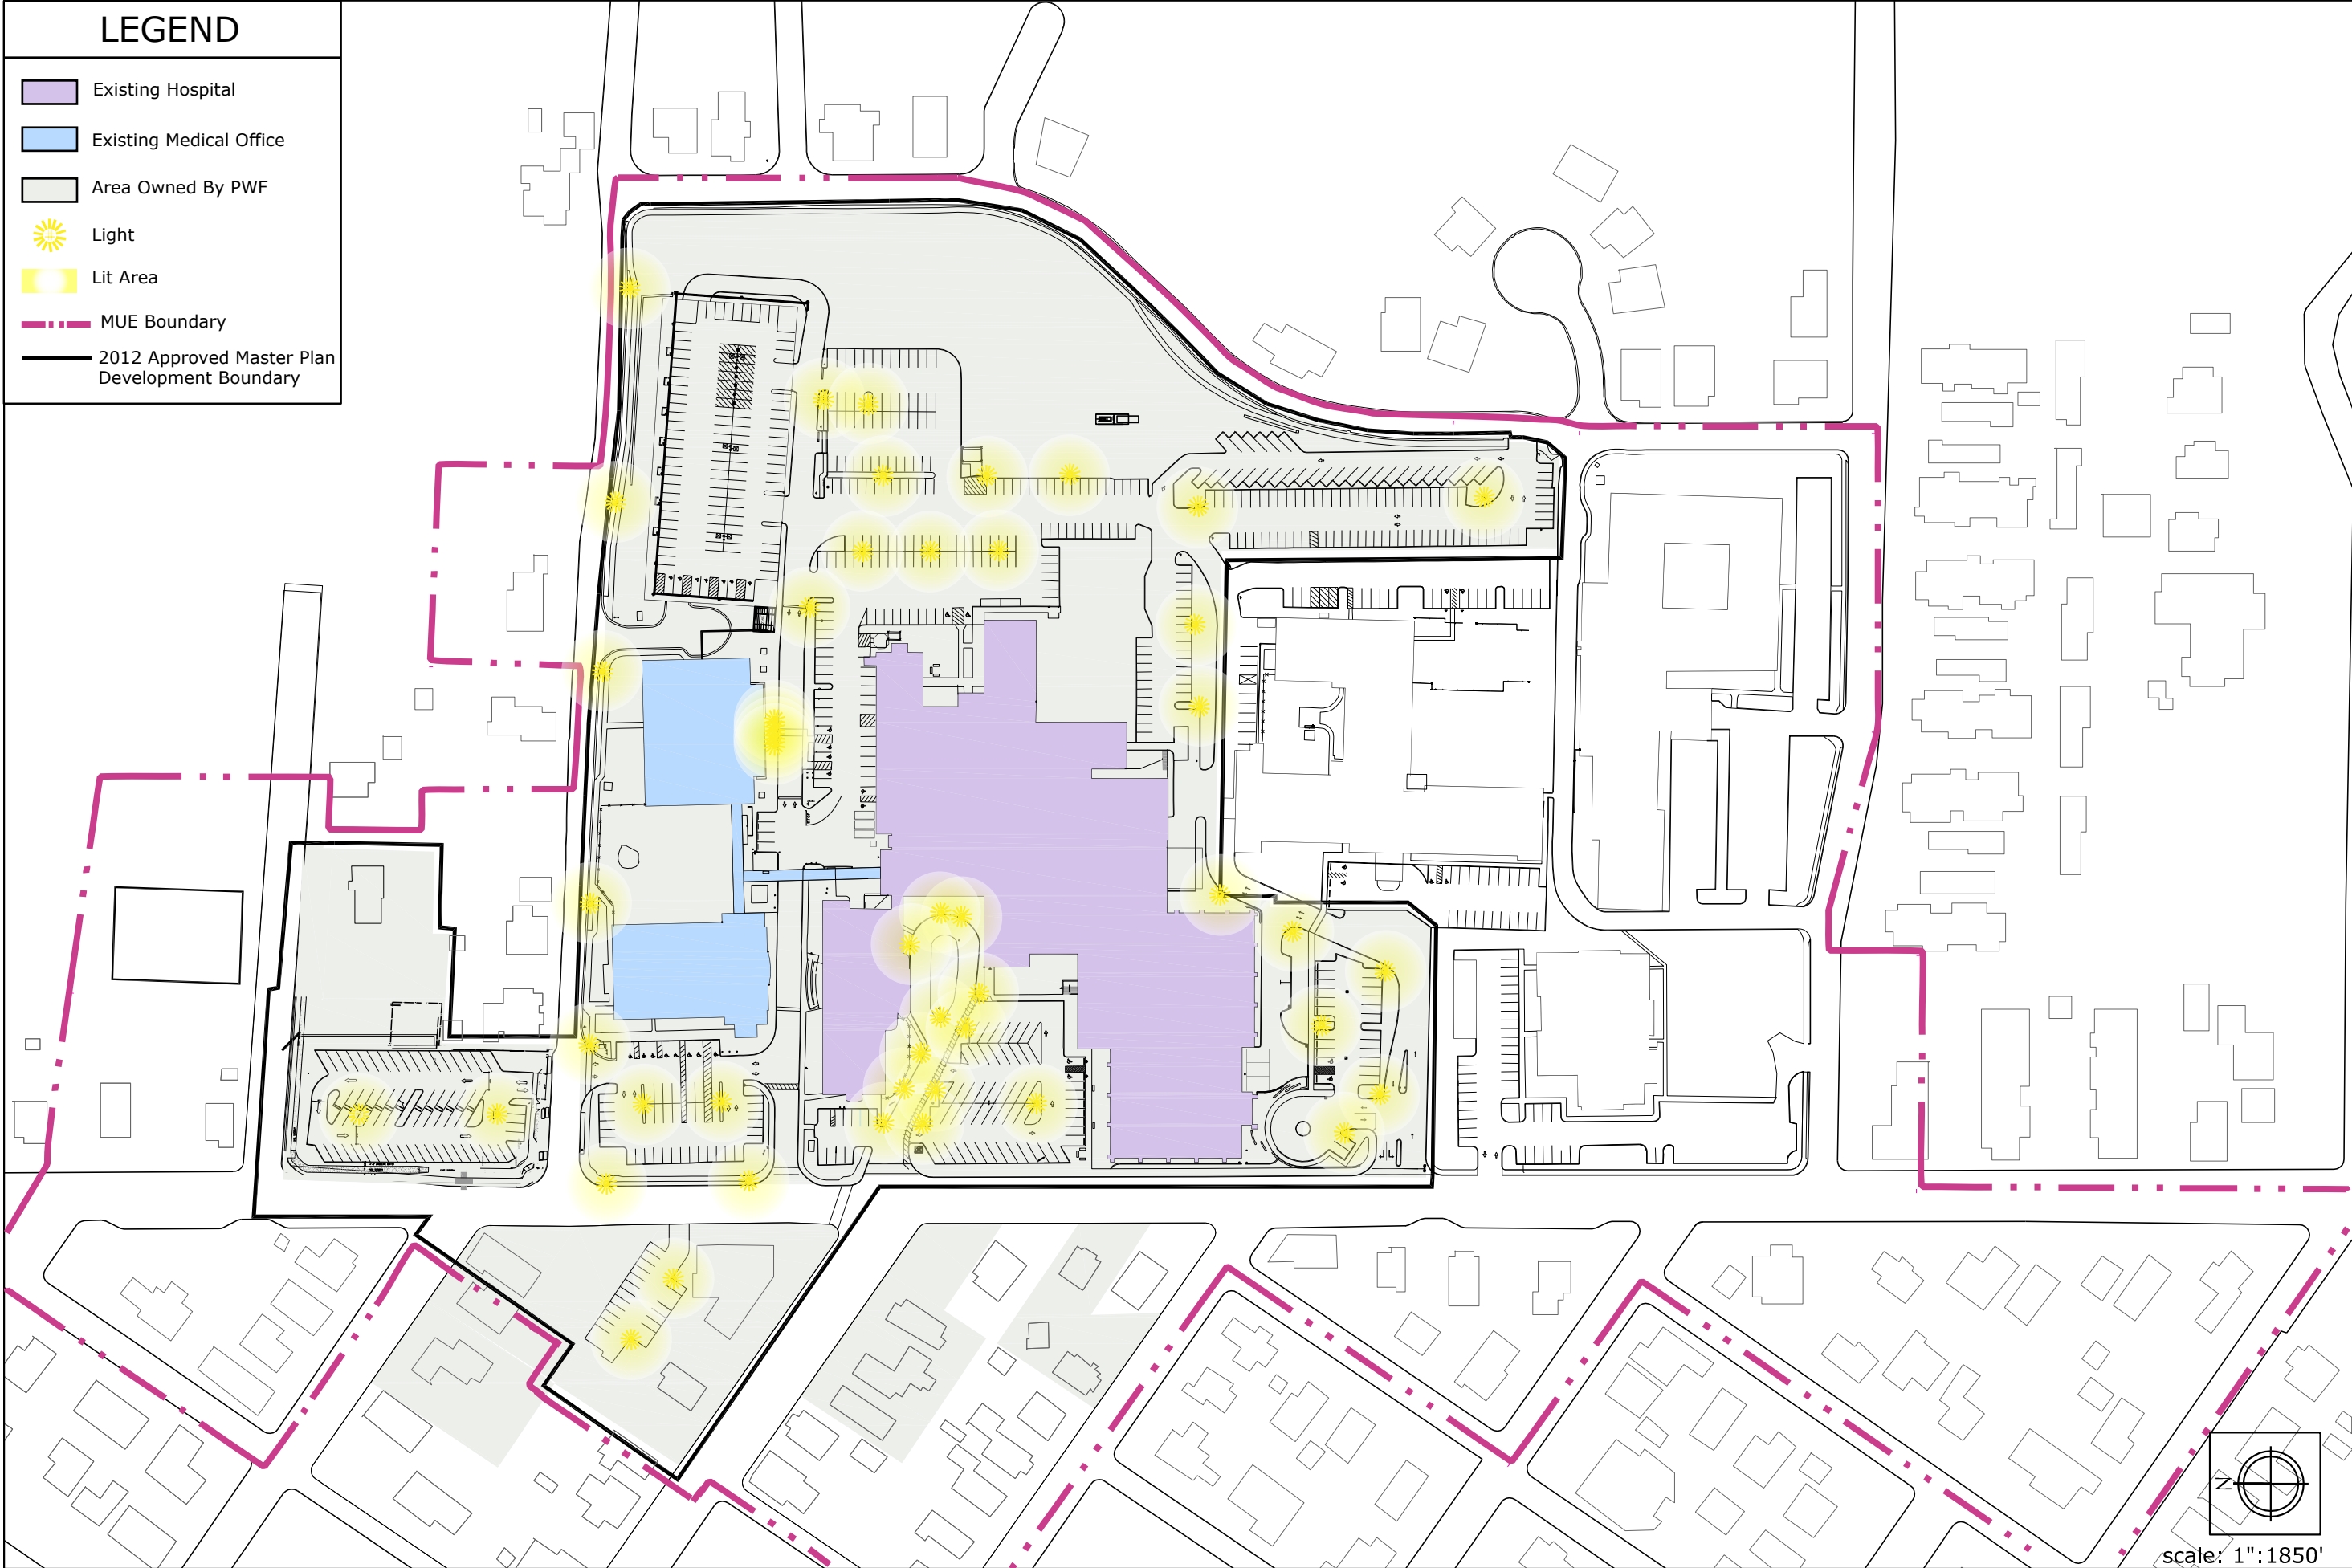 LEGEND
Existing Hospital
Existing Medical Office
Area Owned By PWF
Light
Lit Area
MUE Boundary
2012 Approved Master Plan
Development Boundary
N
scale: 1":1850'